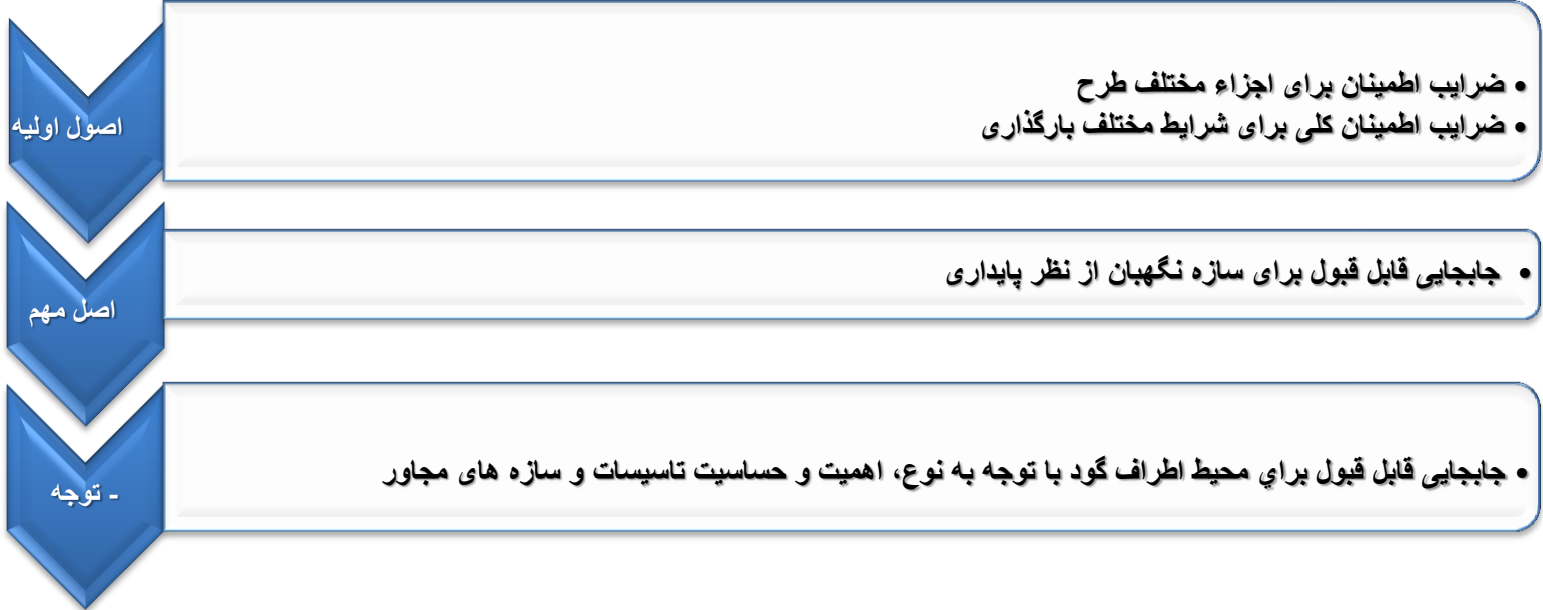 اصول اولیه
• ضرایب اطمینان برای اجزاء مختلف طرح
• ضرایب اطمینان کلی برای شرایط مختلف بارگذاری
اصل مهم
• جابجایی قابل قبول برای سازه نگهبان از نظر پایداری
- توجه
• جابجایی قابل قبول براي محیط اطراف گود با توجه به نوع، اهمیت و حساسیت تاسیسات و سازه های مجاور